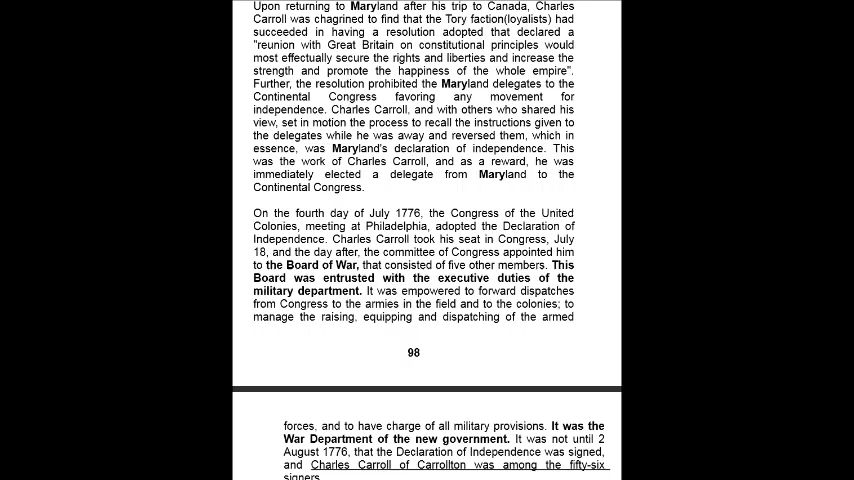 Upon returning to Maryland after his trip to Canada, Charles
Carroll was chagrined to find that the Tory faction(loyalists) had
succeeded in having a resolution adopted that declared a
"reunion with Great Britain on constitutional principles would
most effectually secure the rights and liberties and increase the
strength and promote the happiness of the whole empire".
Further, the resolution prohibited the Maryland delegates to the
Continental Congress favoring any movement for
independence. Charles Carroll, and with others who shared his
view, set in motion the process to recall the instructions given to
the delegates while he was away and reversed them, which in
essence, was Maryland's declaration of independence. This
was the work of Charles Carroll, and as a reward, he was
immediately elected a delegate from Maryland to the
Continental Congress.
On the fourth day of July 1776, the Congress of the United
Colonies, meeting at Philadelphia, adopted the Declaration of
Independence. Charles Carroll took his seat in Congress, July
18, and the day after, the committee of Congress appointed him
to the Board of War, that consisted of five other members. This
Board was entrusted with the executive duties of the
military department. It was empowered to forward dispatches
from Congress to the armies in the field and to the colonies; to
manage the raising, equipping and dispatching of the armed
98
forces, and to have charge of all military provisions. It was the
War Department of the new government. It was not until 2
August 1776, that the Declaration of Independence was signed,
and Charles Carroll of Carrollton was among the fifty-six
signers